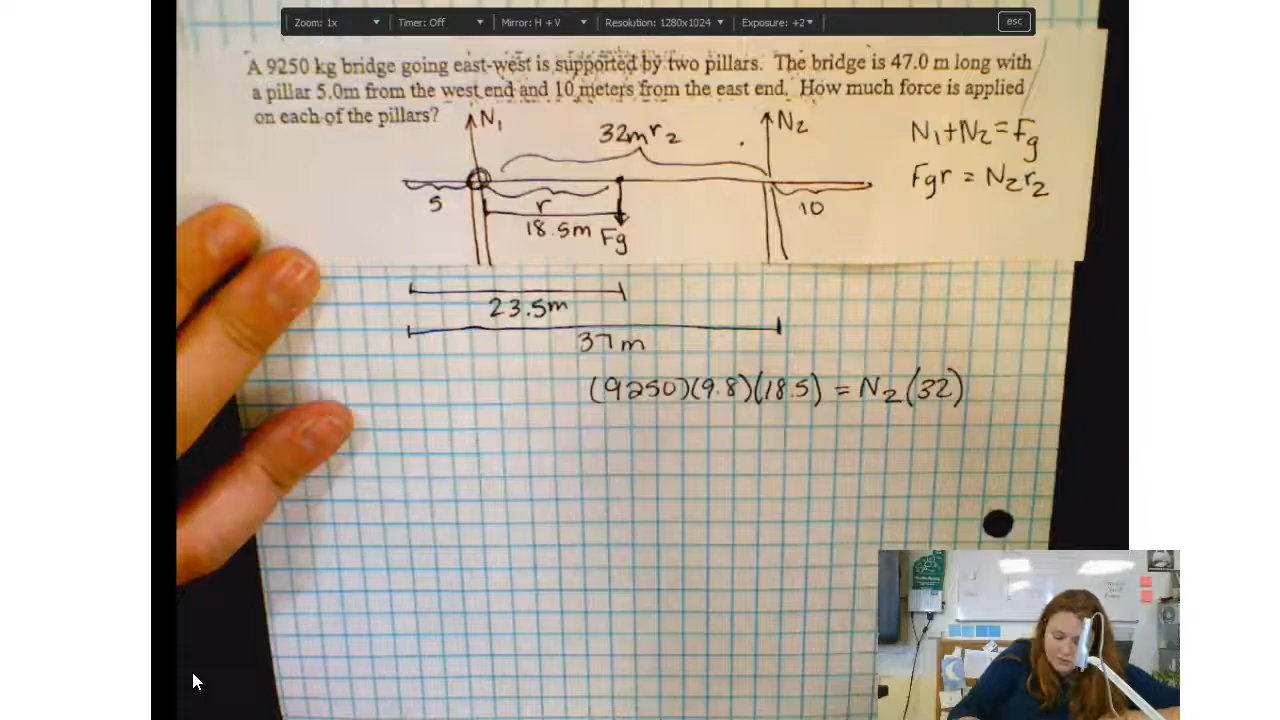 Zoom: 1x Timer: Off Mirror: H + V Resolution: 1280x1024 Exposure: +2 esc
A 9250 kg bridge going east-west is supported by two pillars. The bridge is 47.0 m long with
a pillar 5.0m from the west end and 10 meters from the east end. How much force is applied
on each of the pillars?
N₁ 32m r₂ N₂ N₁+N₂ = Fg
Fgr = N₂r₂
5 r 10
18.5m Fg
23.5m
37m
(9250)(9.8)(18.5) = N₂(32)